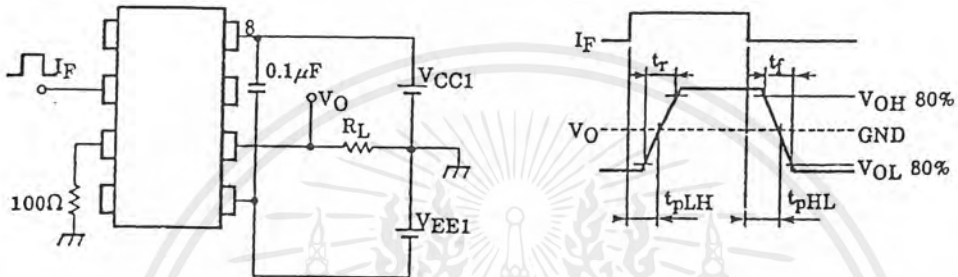 8
I_F
0.1μF
V_CC1
V_O
R_L
100Ω
V_EE1
I_F
t_r
t_f
V_OH 80%
V_O
GND
V_OL 80%
t_pLH
t_pHL